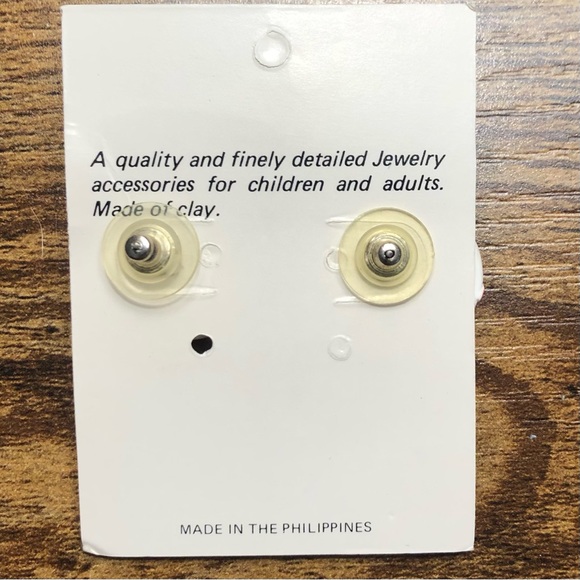 A quality and finely detailed Jewelry
accessories for children and adults.
Made of clay.
MADE IN THE PHILIPPINES